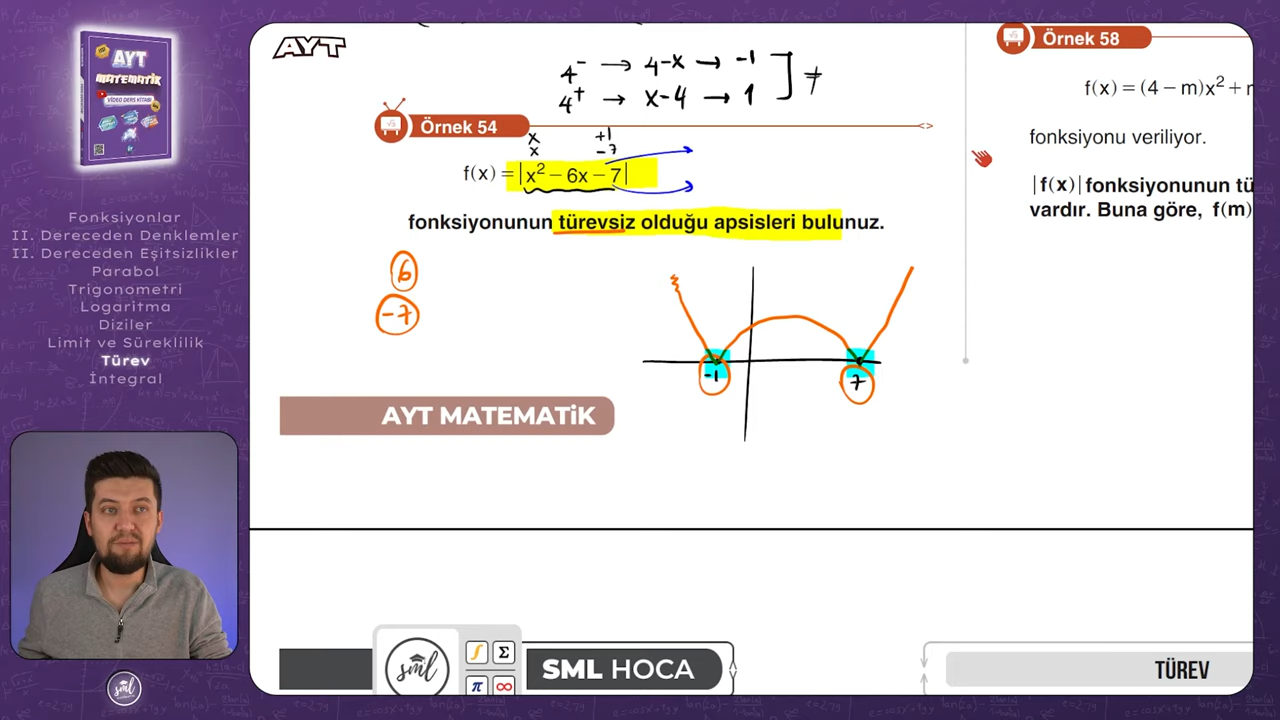 AYT
MATEMATİK
VİDEO DERS KİTABI
Fonksiyonlar
II. Dereceden Denklemler
II. Dereceden Eşitsizlikler
Parabol
Trigonometri
Logaritma
Diziler
Limit ve Süreklilik
Türev
İntegral
sml
AYT
4⁻ → 4-x → -1
4⁺ → x-4 → 1
≠
Örnek 54
x +1
x -7
f(x) = |x² − 6x − 7|
fonksiyonunun türevsiz olduğu apsisleri bulunuz.
6
-7
-1
7
AYT MATEMATİK
sml
∫ Σ
π ∞
SML HOCA
√5
Örnek 58
f(x) = (4 − m)x² +
fonksiyonu veriliyor.
|f(x)| fonksiyonunun tü
vardır. Buna göre, f(m)
TÜREV